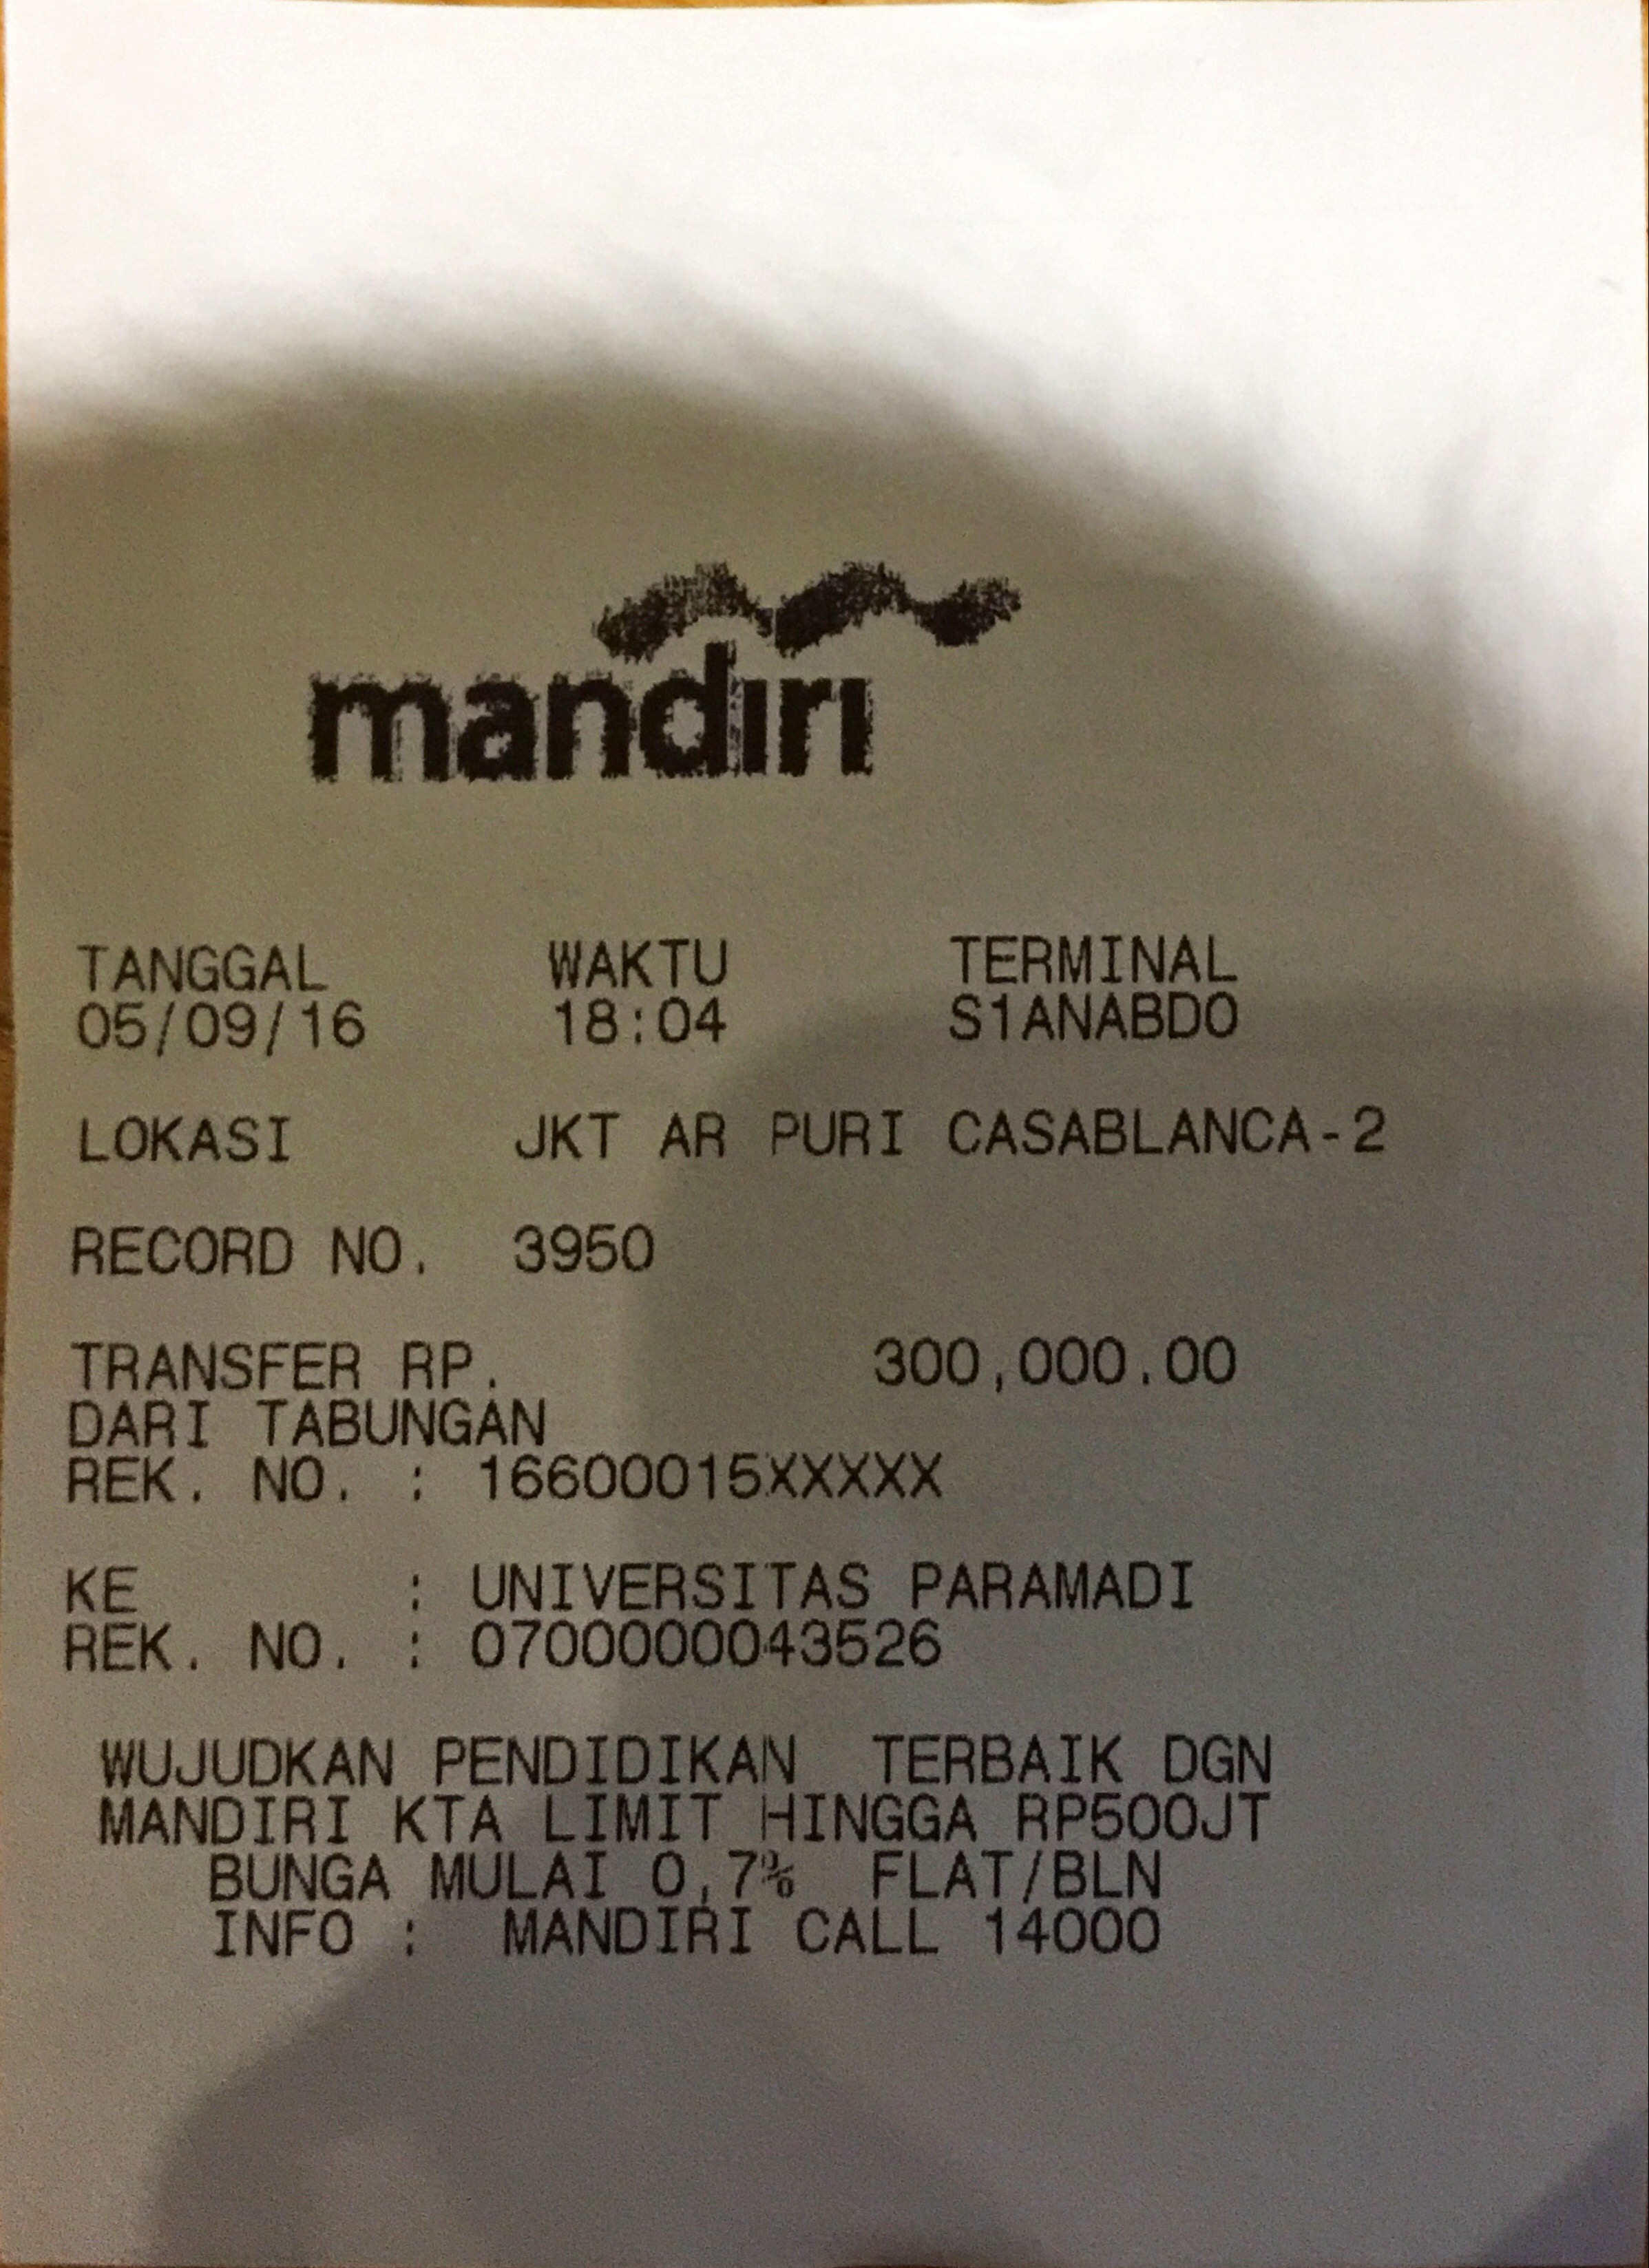 mandiri
TANGGAL WAKTU TERMINAL
05/09/16 18:04 S1ANABDO
LOKASI JKT AR PURI CASABLANCA-2
RECORD NO. 3950
TRANSFER RP. 300,000.00
DARI TABUNGAN
REK. NO. : 16600015XXXXX
KE : UNIVERSITAS PARAMADI
REK. NO. : 0700000043526
WUJUDKAN PENDIDIKAN TERBAIK DGN
MANDIRI KTA LIMIT HINGGA RP500JT
BUNGA MULAI 0,7% FLAT/BLN
INFO : MANDIRI CALL 14000